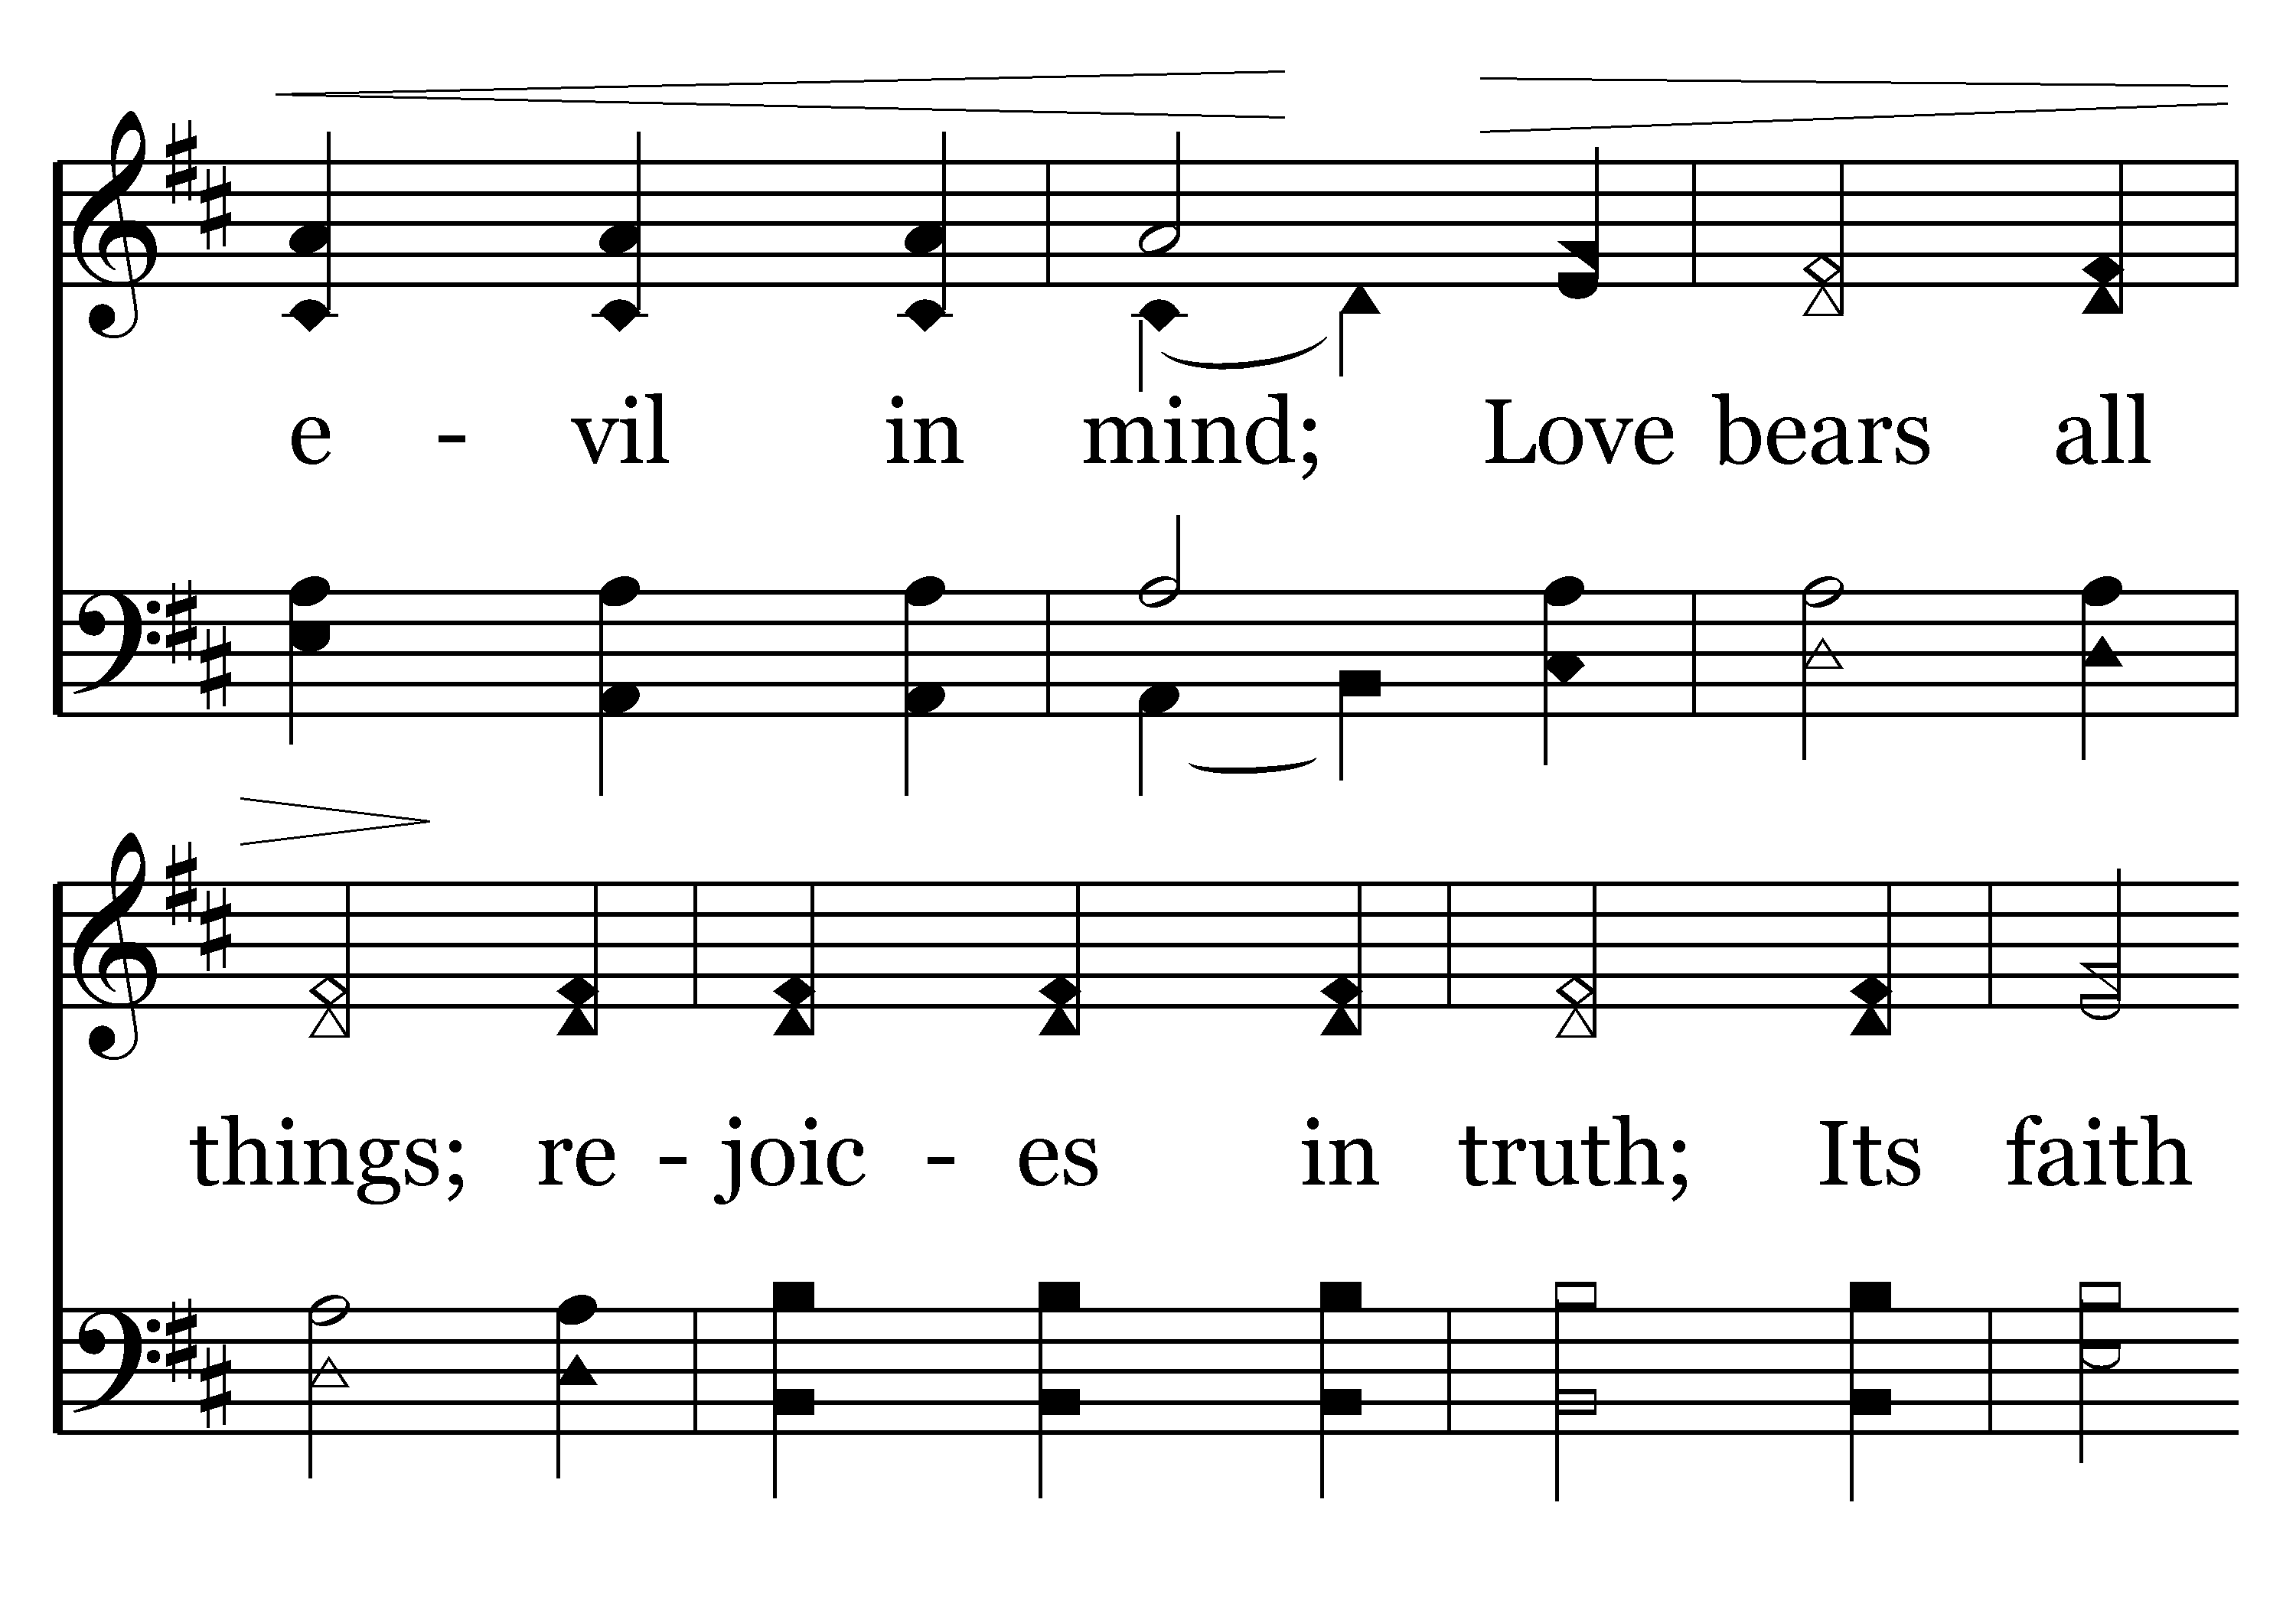 e - vil in mind; Love bears all
things; re - joic - es in truth; Its faith